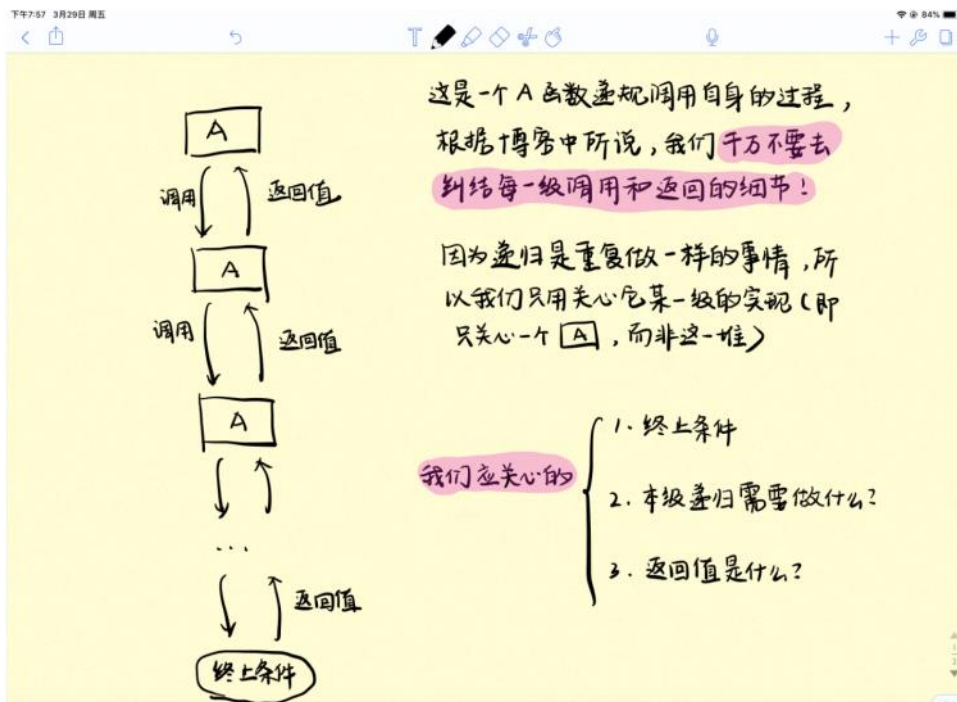 下午7:57 3月29日 周五
84%
A
调用
返回值
A
调用
返回值
A
...
返回值
终止条件
这是一个A函数递规调用自身的过程，
根据博客中所说，我们千万不要去
纠结每一级调用和返回的细节！
因为递归是重复做一样的事情，所
以我们只用关心它某一级的实现（即
只关心一个 A ，而非这一堆）
我们应关心的
1. 终止条件
2. 本级递归需要做什么？
3. 返回值是什么？